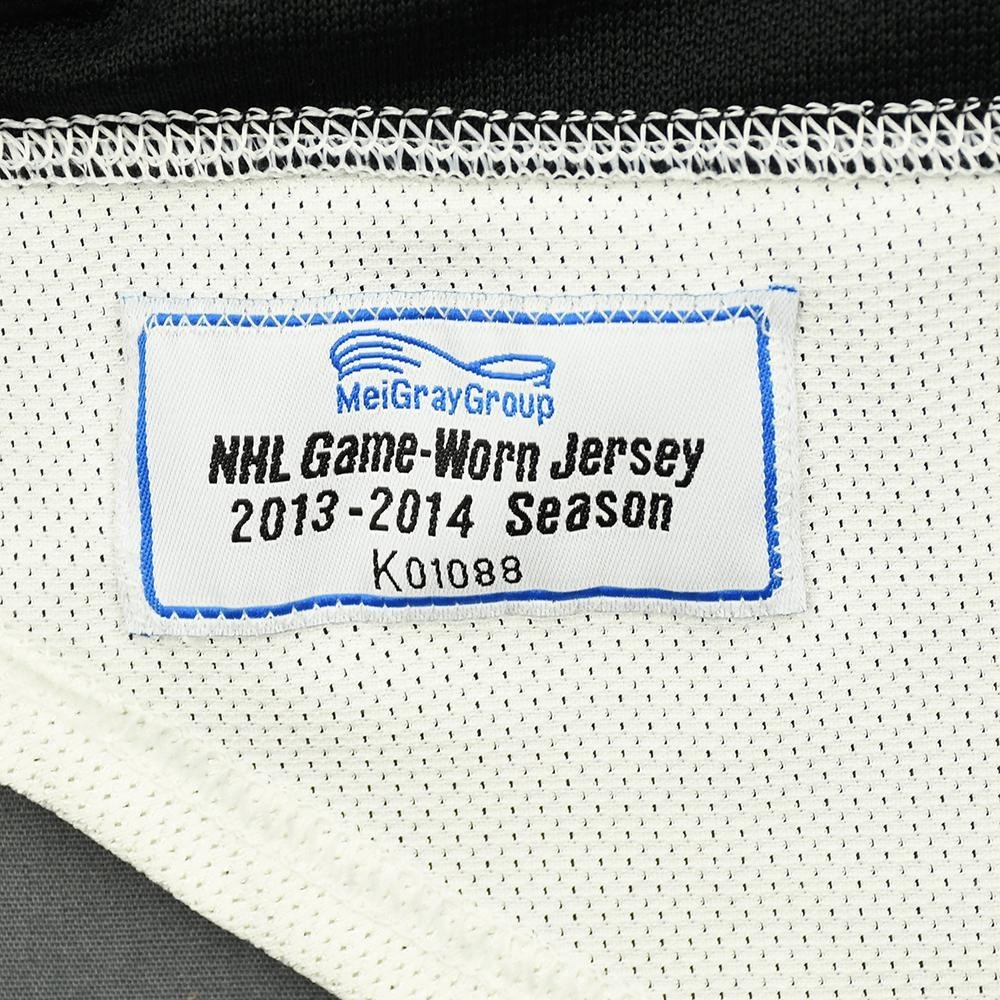 MeiGrayGroup
NHL Game-Worn Jersey
2013-2014 Season
K01088